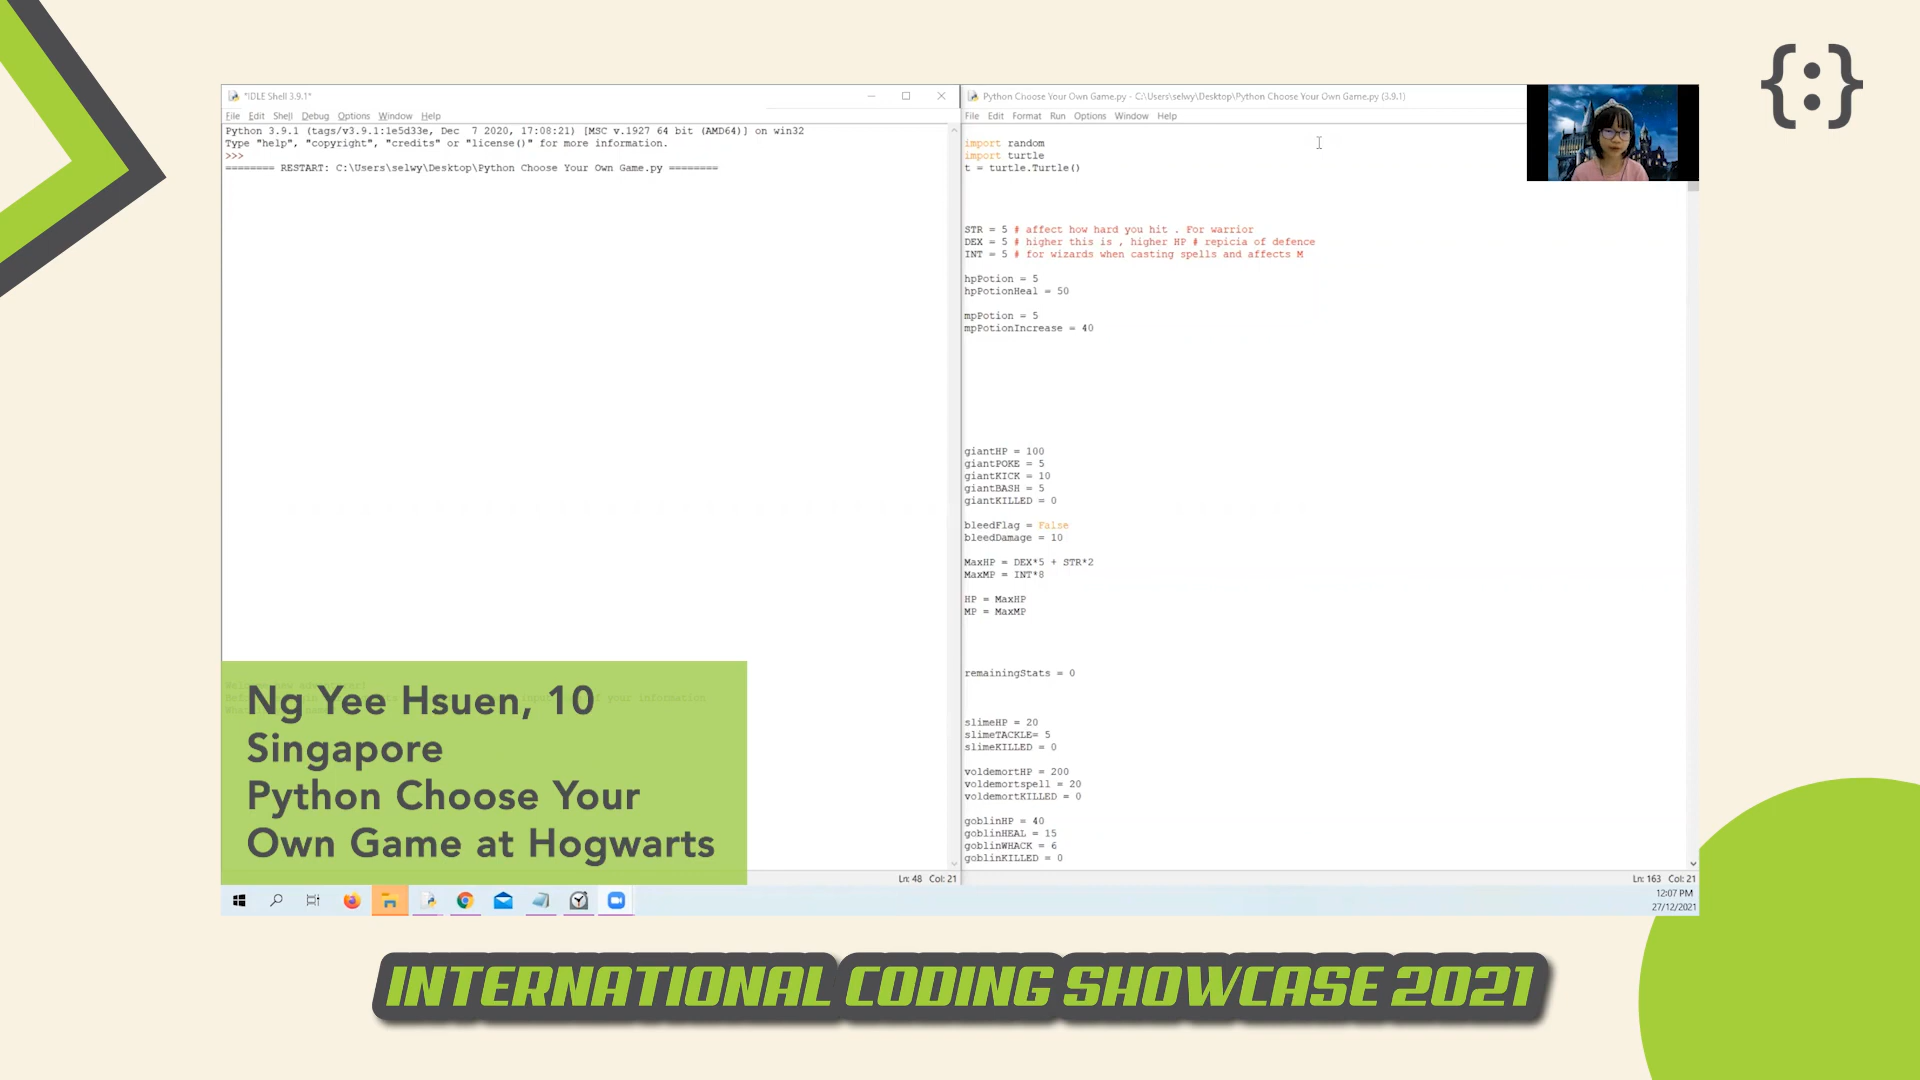 *IDLE Shell 3.9.1*
File Edit Shell Debug Options Window Help
Python 3.9.1 (tags/v3.9.1:1e5d33e, Dec  7 2020, 17:08:21) [MSC v.1927 64 bit (AMD64)] on win32
Type "help", "copyright", "credits" or "license()" for more information.
>>>
======== RESTART: C:\Users\selwy\Desktop\Python Choose Your Own Game.py ========
Ln: 48 Col: 21
Python Choose Your Own Game.py - C:\Users\selwy\Desktop\Python Choose Your Own Game.py (3.9.1)
File Edit Format Run Options Window Help
import random
import turtle
t = turtle.Turtle()
STR = 5 # affect how hard you hit . For warrior
DEX = 5 # higher this is , higher HP # repicia of defence
INT = 5 # for wizards when casting spells and affects M
hpPotion = 5
hpPotionHeal = 50
mpPotion = 5
mpPotionIncrease = 40
giantHP = 100
giantPOKE = 5
giantKICK = 10
giantBASH = 5
giantKILLED = 0
bleedFlag = False
bleedDamage = 10
MaxHP = DEX*5 + STR*2
MaxMP = INT*8
HP = MaxHP
MP = MaxMP
remainingStats = 0
slimeHP = 20
slimeTACKLE= 5
slimeKILLED = 0
voldemortHP = 200
voldemortspell = 20
voldemortKILLED = 0
goblinHP = 40
goblinHEAL = 15
goblinWHACK = 6
goblinKILLED = 0
Ln: 163 Col: 21
12:07 PM
27/12/2021
Ng Yee Hsuen, 10
Singapore
Python Choose Your
Own Game at Hogwarts
INTERNATIONAL CODING SHOWCASE 2021
{:}